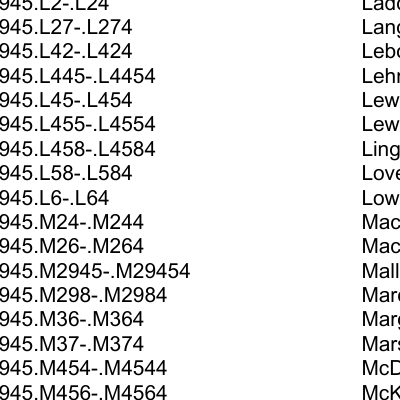 945.L2-.L24 Lado
945.L27-.L274 Lang
945.L42-.L424 Lebo
945.L445-.L4454 Lehr
945.L45-.L454 Lew
945.L455-.L4554 Lew
945.L458-.L4584 Ling
945.L58-.L584 Love
945.L6-.L64 Low
945.M24-.M244 Mac
945.M26-.M264 Mac
945.M2945-.M29454 Mall
945.M298-.M2984 Mar
945.M36-.M364 Marg
945.M37-.M374 Mars
945.M454-.M4544 McD
945.M456-.M4564 McK